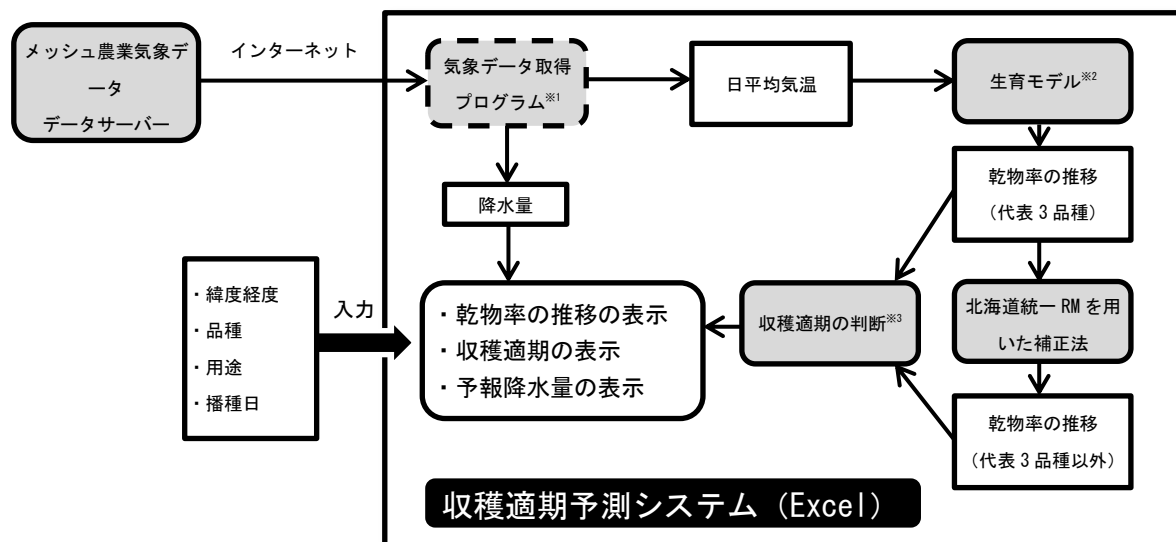 メッシュ農業気象デ
ータ
データサーバー
インターネット
気象データ取得
プログラム※1
日平均気温
生育モデル※2
降水量
乾物率の推移
(代表3品種)
・緯度経度
・品種
・用途
・播種日
入力
・乾物率の推移の表示
・収穫適期の表示
・予報降水量の表示
収穫適期の判断※3
北海道統一RMを用
いた補正法
乾物率の推移
(代表3品種以外)
収穫適期予測システム（Excel）